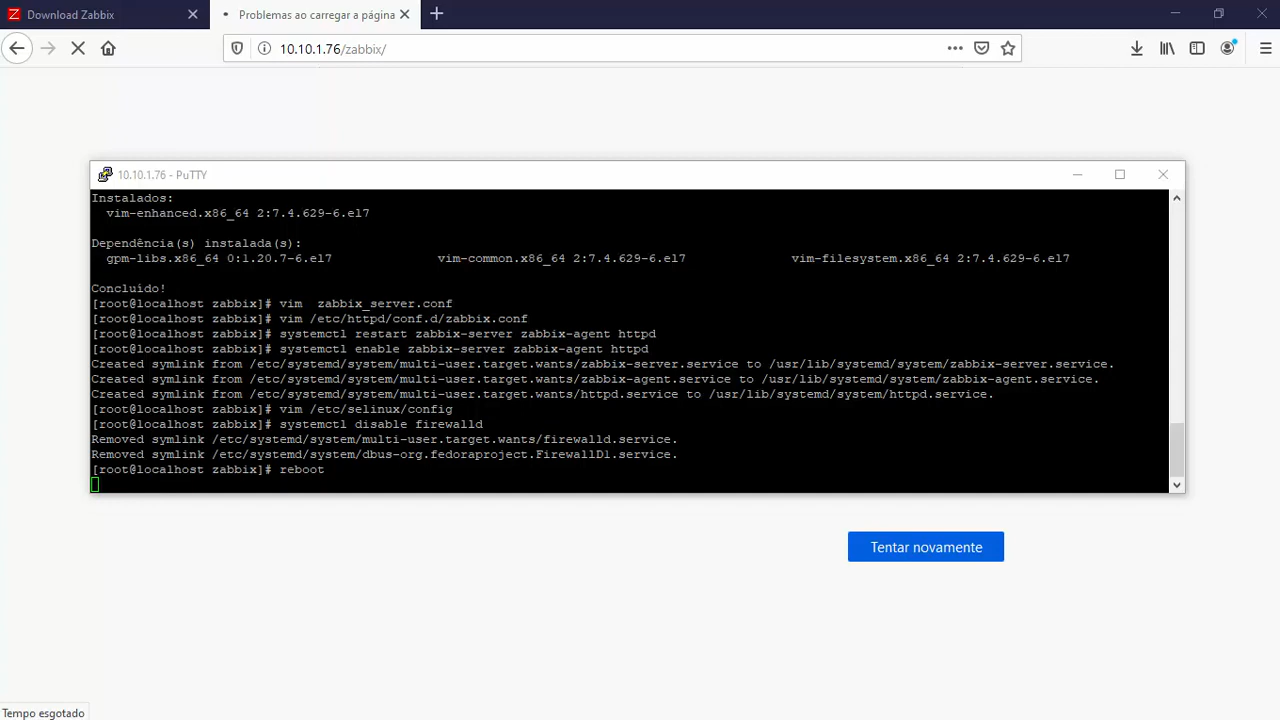 Download Zabbix
Problemas ao carregar a página
10.10.1.76/zabbix/
10.10.1.76 - PuTTY
Instalados:
vim-enhanced.x86_64 2:7.4.629-6.el7
Dependência(s) instalada(s):
gpm-libs.x86_64 0:1.20.7-6.el7 vim-common.x86_64 2:7.4.629-6.el7 vim-filesystem.x86_64 2:7.4.629-6.el7
Concluído!
[root@localhost zabbix]# vim  zabbix_server.conf
[root@localhost zabbix]# vim /etc/httpd/conf.d/zabbix.conf
[root@localhost zabbix]# systemctl restart zabbix-server zabbix-agent httpd
[root@localhost zabbix]# systemctl enable zabbix-server zabbix-agent httpd
Created symlink from /etc/systemd/system/multi-user.target.wants/zabbix-server.service to /usr/lib/systemd/system/zabbix-server.service.
Created symlink from /etc/systemd/system/multi-user.target.wants/zabbix-agent.service to /usr/lib/systemd/system/zabbix-agent.service.
Created symlink from /etc/systemd/system/multi-user.target.wants/httpd.service to /usr/lib/systemd/system/httpd.service.
[root@localhost zabbix]# vim /etc/selinux/config
[root@localhost zabbix]# systemctl disable firewalld
Removed symlink /etc/systemd/system/multi-user.target.wants/firewalld.service.
Removed symlink /etc/systemd/system/dbus-org.fedoraproject.FirewallD1.service.
[root@localhost zabbix]# reboot
Tentar novamente
Tempo esgotado